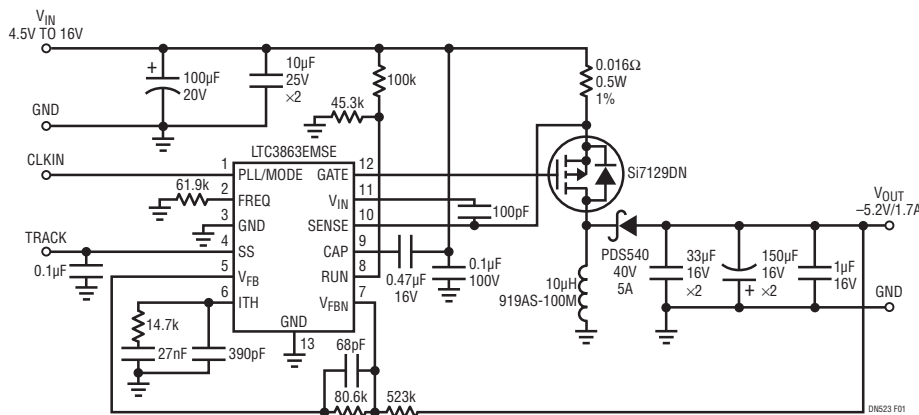 VIN
4.5V TO 16V
GND
CLKIN
TRACK
100µF
20V
+
10µF
25V
×2
100k
45.3k
0.016Ω
0.5W
1%
LTC3863EMSE
61.9k
1
PLL/MODE
2
FREQ
3
GND
4
SS
5
VFB
6
ITH
12
GATE
11
VIN
10
SENSE
9
CAP
8
RUN
7
VFBN
GND
13
0.1µF
14.7k
27nF
390pF
100pF
0.47µF
16V
0.1µF
100V
68pF
80.6k
523k
Si7129DN
PDS540
40V
5A
10µH
919AS-100M
33µF
16V
×2
150µF
16V
+ ×2
1µF
16V
VOUT
–5.2V/1.7A
GND
DN523 F01